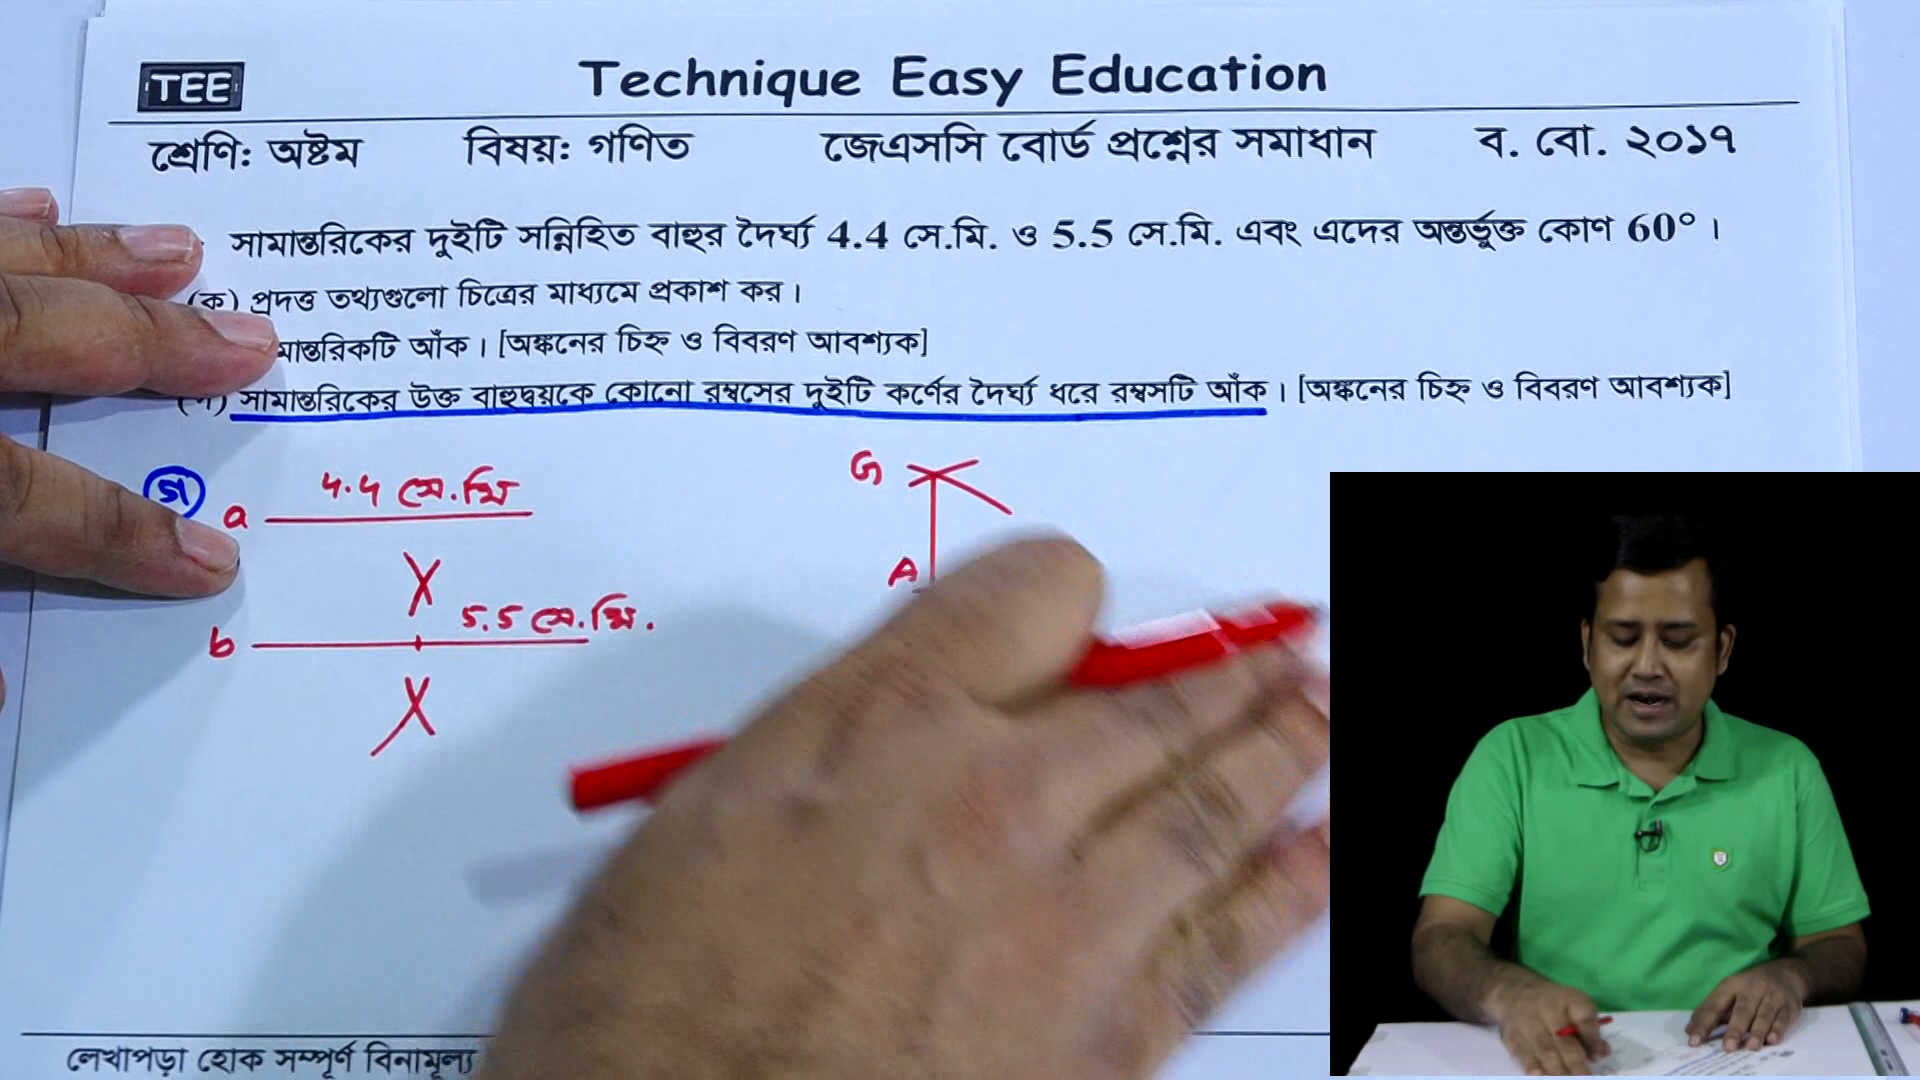 TEE Technique Easy Education
শ্রেণি: অষ্টম বিষয়: গণিত জেএসসি বোর্ড প্রশ্নের সমাধান ব. বো. ২০১৭
সামান্তরিকের দুইটি সন্নিহিত বাহুর দৈর্ঘ্য 4.4 সে.মি. ও 5.5 সে.মি. এবং এদের অন্তর্ভুক্ত কোণ 60°।
(ক) প্রদত্ত তথ্যগুলো চিত্রের মাধ্যমে প্রকাশ কর।
মান্তরিকটি আঁক। [অঙ্কনের চিহ্ন ও বিবরণ আবশ্যক]
সামান্তরিকের উক্ত বাহুদ্বয়কে কোনো রম্বসের দুইটি কর্ণের দৈর্ঘ্য ধরে রম্বসটি আঁক। [অঙ্কনের চিহ্ন ও বিবরণ আবশ্যক]
গ
a 4.4 সে.মি
b 5.5 সে.মি.
G
A
লেখাপড়া হোক সম্পূর্ণ বিনামূল্য